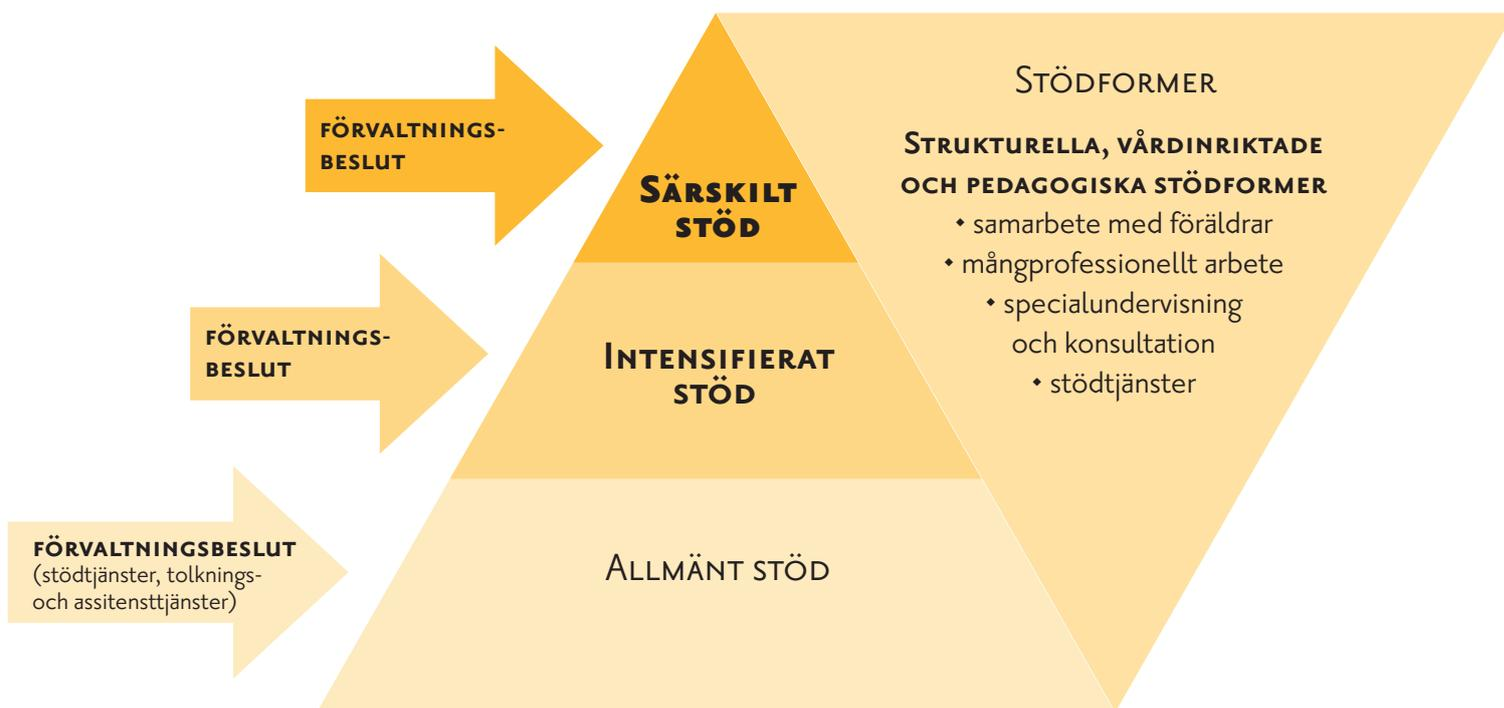 FÖRVALTNINGS-
BESLUT
SÄRSKILT
STÖD
FÖRVALTNINGS-
BESLUT
INTENSIFIERAT
STÖD
FÖRVALTNINGSBESLUT
(stödtjänster, tolknings-
och assitensttjänster)
ALLMÄNT STÖD
STÖDFORMER
STRUKTURELLA, VÅRDINRIKTADE
OCH PEDAGOGISKA STÖDFORMER
• samarbete med föräldrar
• mångprofessionellt arbete
• specialundervisning
och konsultation
• stödtjänster